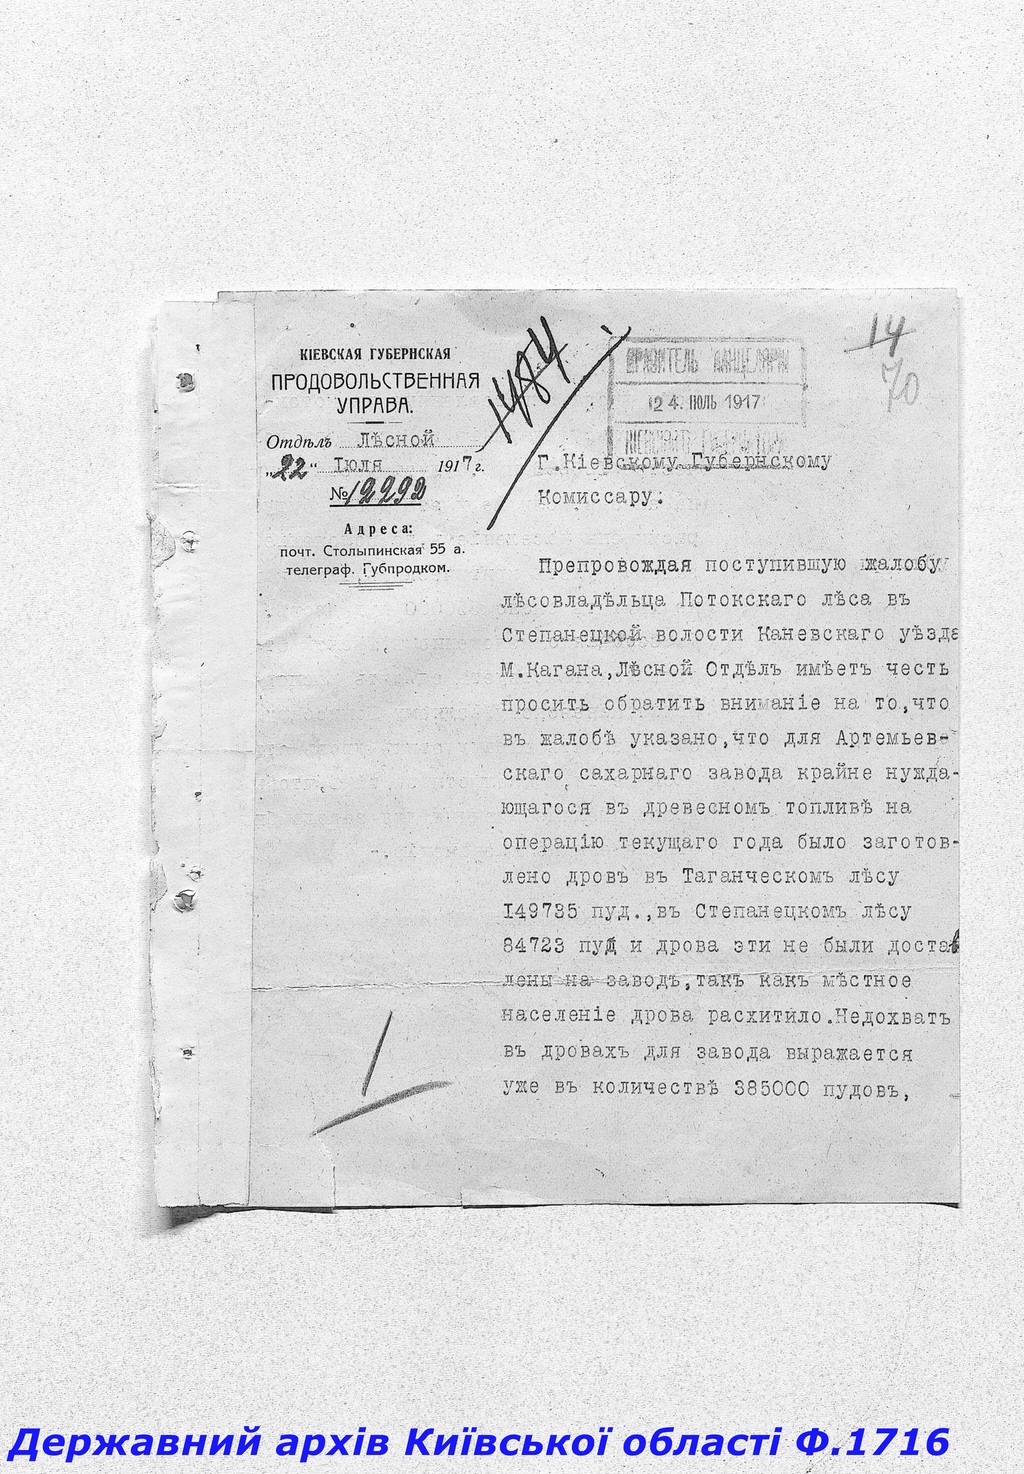 14
70
1484
КІЕВСКАЯ ГУБЕРНСКАЯ
ПРОДОВОЛЬСТВЕННАЯ
УПРАВА.
Отдѣлъ Лѣсной
„22“ Іюля 1917 г.
№ 12292
Адреса:
почт. Столыпинская 55 а.
телеграф. Губпродком.
КАНЦЕЛЯРІИ
24. ІЮЛЬ 1917
Г.Кіевскому Губернскому
Комиссару:
Препровождая поступившую жалобу
лѣсовладѣльца Потокскаго лѣса въ
Степанецкой волости Каневскаго уѣзда
М.Кагана,Лѣсной Отдѣлъ имѣетъ честь
просить обратить вниманіе на то,что
въ жалобѣ указано,что для Артемьев-
скаго сахарнаго завода крайне нужда-
ющагося въ древесномъ топливѣ на
операцію текущаго года было заготов-
лено дровъ въ Таганческомъ лѣсу
149735 пуд.,въ Степанецкомъ лѣсу
84723 пуд и дрова эти не были достав
лены на заводъ,такъ какъ мѣстное
населеніе дрова расхитило.Недохватъ
въ дровахъ для завода выражается
уже въ количествѣ 385000 пудовъ,
Державний архів Київської області Ф.1716